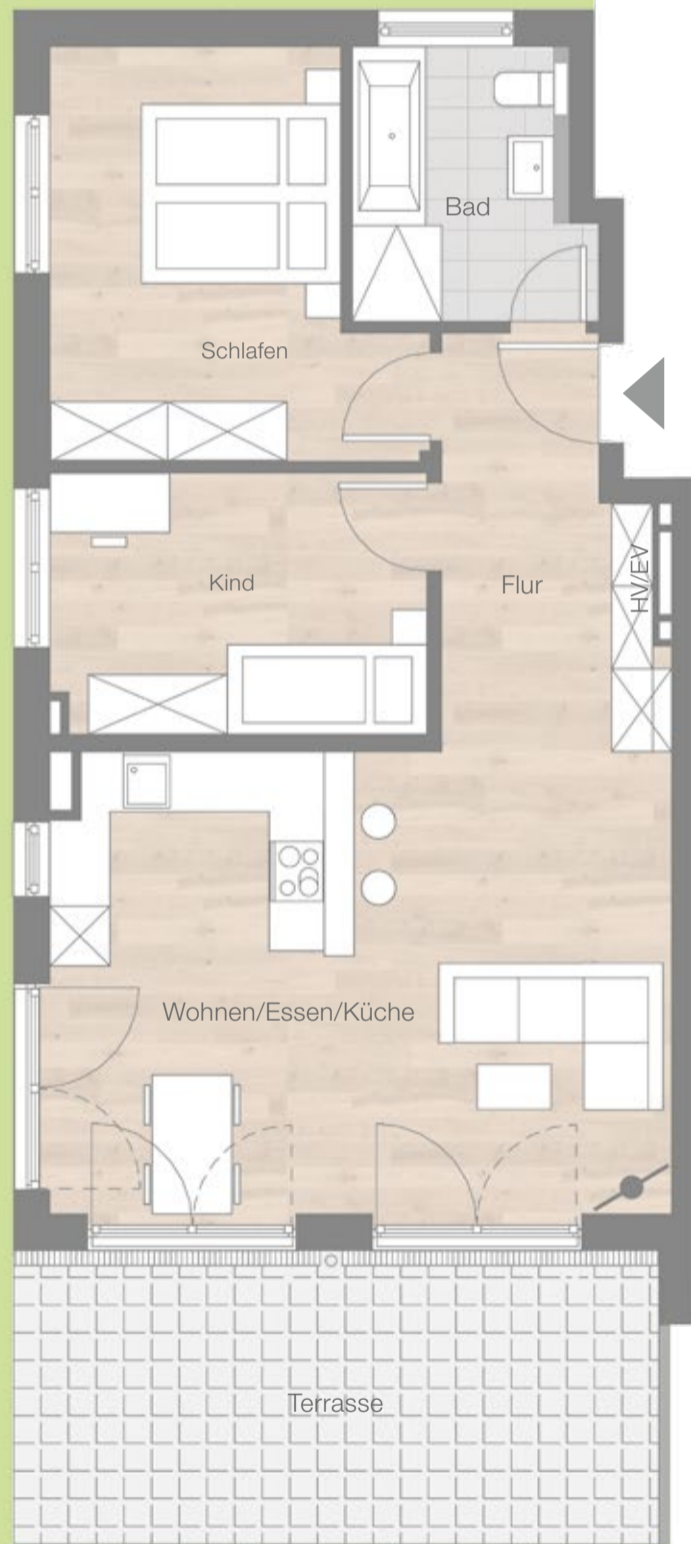 Bad
Schlafen
Kind
Flur
HV/EV
Wohnen/Essen/Küche
Terrasse